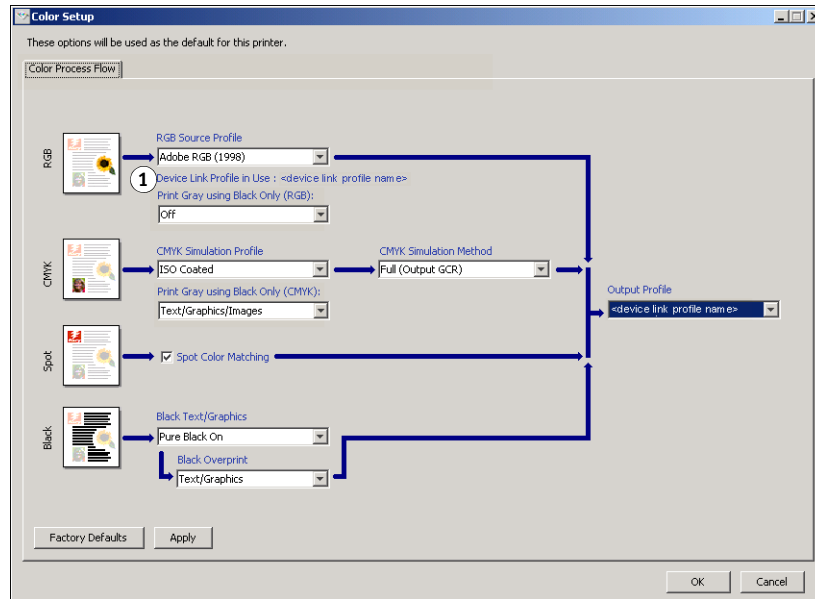 Color Setup
These options will be used as the default for this printer.
Color Process Flow
RGB
RGB Source Profile
Adobe RGB (1998)
1
Device Link Profile in Use : <device link profile name>
Print Gray using Black Only (RGB):
Off
CMYK
CMYK Simulation Profile
CMYK Simulation Method
ISO Coated
Full (Output GCR)
Print Gray using Black Only (CMYK):
Text/Graphics/Images
Output Profile
<device link profile name>
Spot
Spot Color Matching
Black
Black Text/Graphics
Pure Black On
Black Overprint
Text/Graphics
Factory Defaults
Apply
OK
Cancel